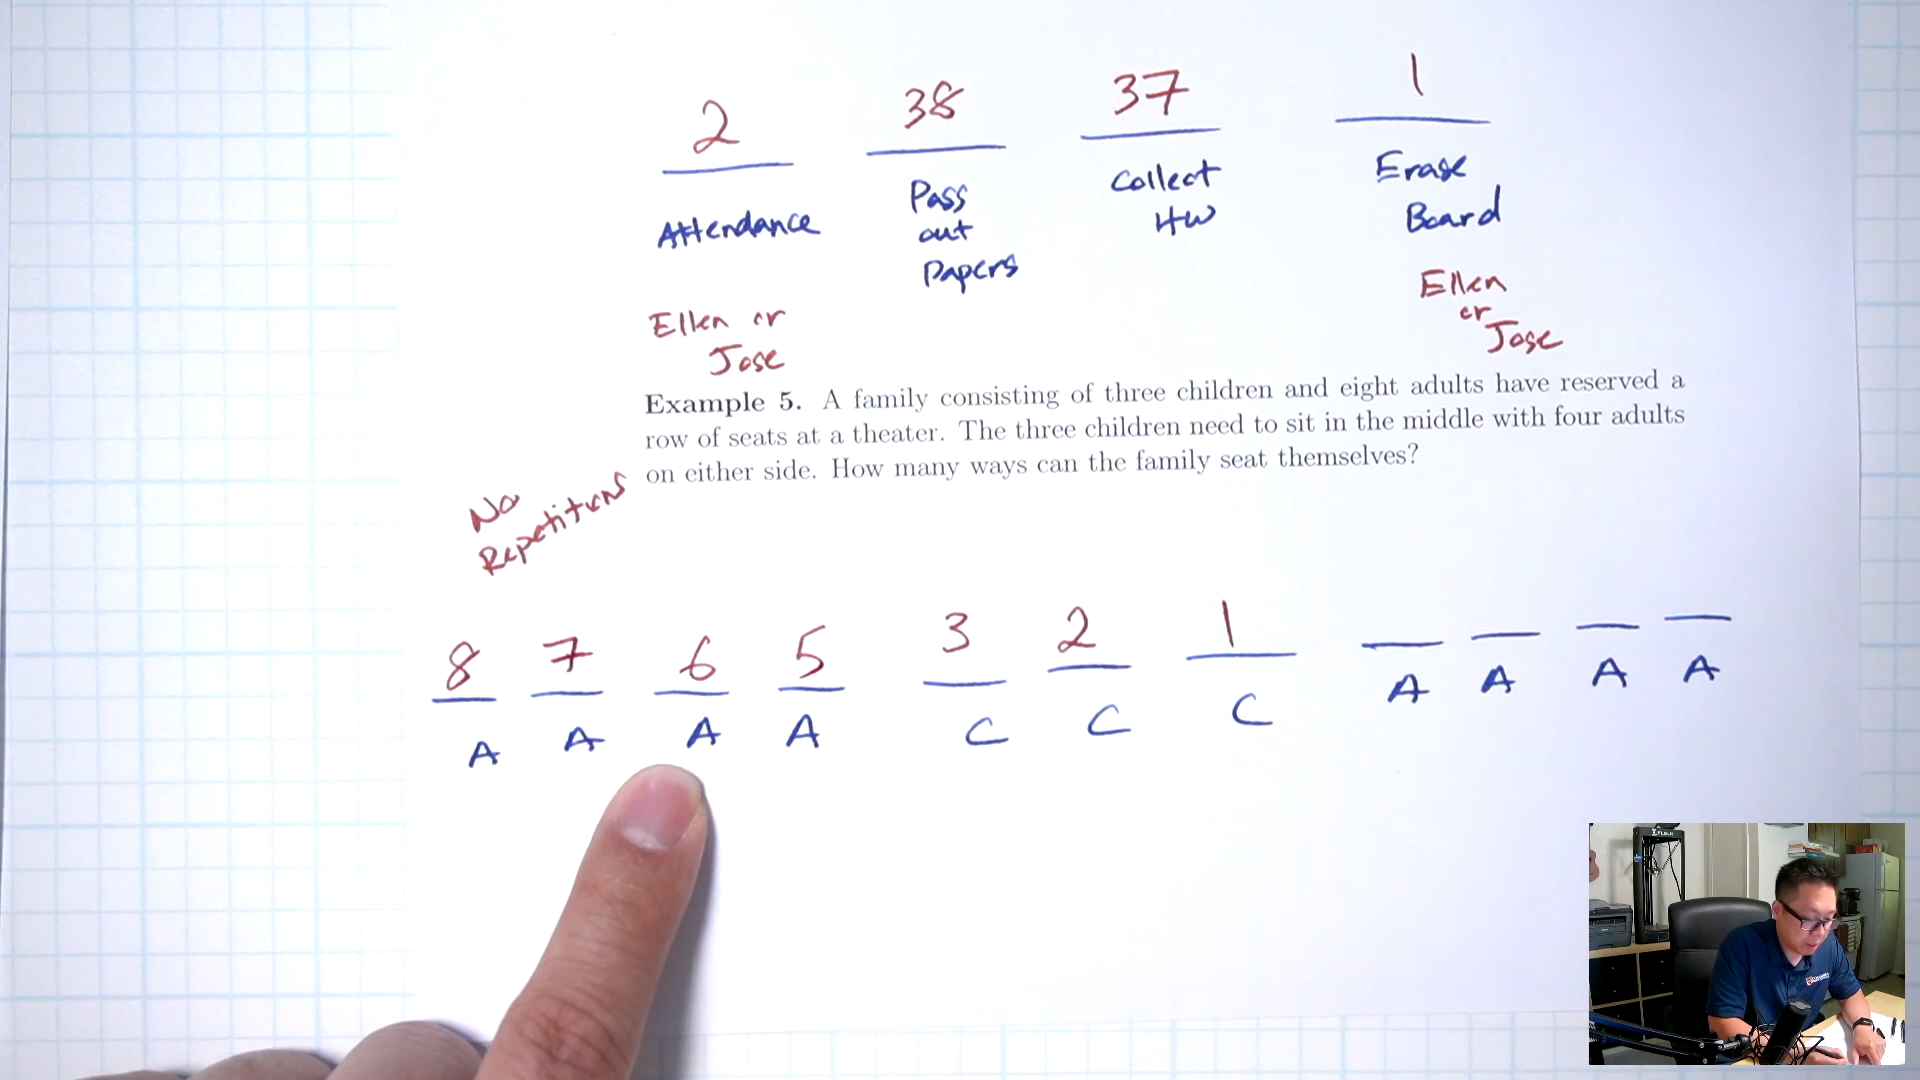 2 38 37 1
Attendance
Pass
out
Papers
Collect
HW
Erase
Board
Ellen or
Jose
Ellen
or
Jose
Example 5. A family consisting of three children and eight adults have reserved a
row of seats at a theater. The three children need to sit in the middle with four adults
on either side. How many ways can the family seat themselves?
No
Repetitions
8 7 6 5 3 2 1
A A A A C C C A A A A